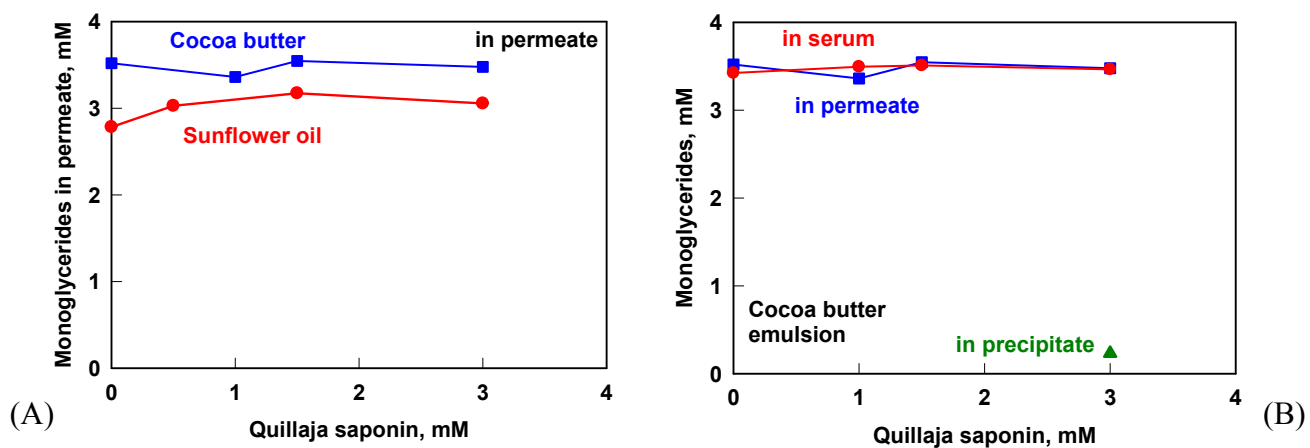 Monoglycerides in permeate, mM
4
3
2
1
0
Cocoa butter
in permeate
Sunflower oil
0 1 2 3 4
Quillaja saponin, mM
(A)
Monoglycerides, mM
4
3
2
1
0
in serum
in permeate
Cocoa butter
emulsion
in precipitate
0 1 2 3 4
Quillaja saponin, mM
(B)